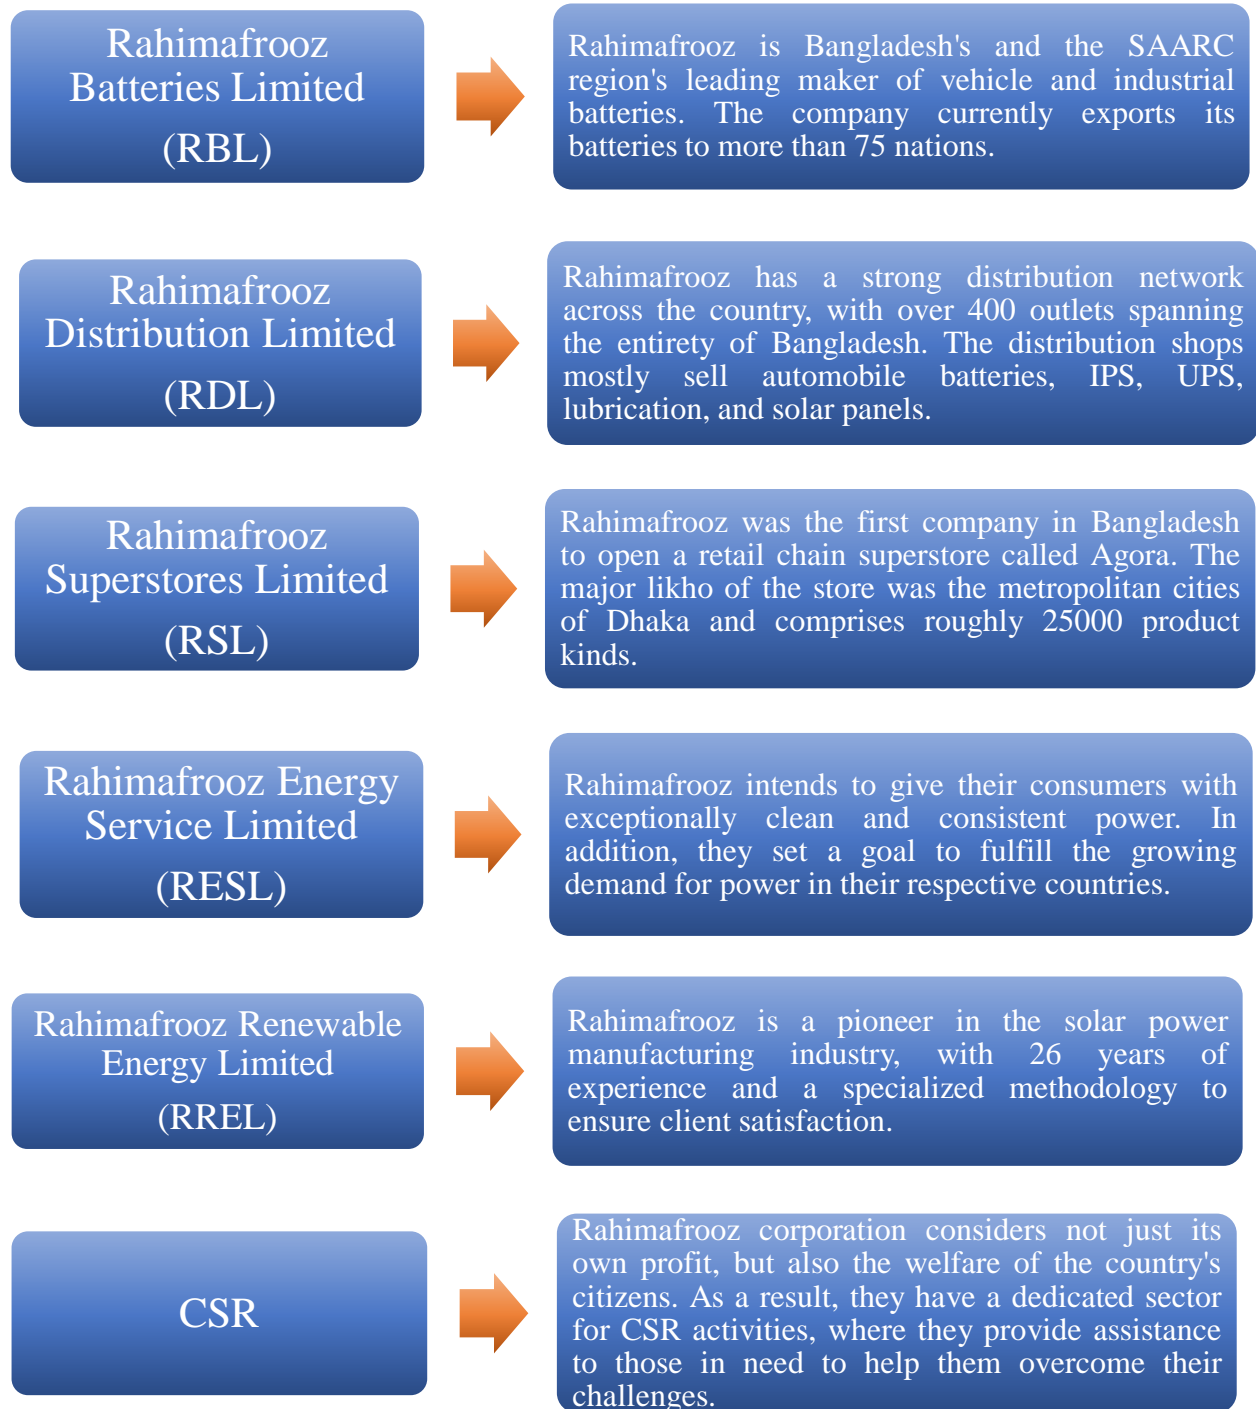 Rahimafrooz
Batteries Limited
(RBL)
Rahimafrooz is Bangladesh's and the SAARC
region's leading maker of vehicle and industrial
batteries. The company currently exports its
batteries to more than 75 nations.
Rahimafrooz
Distribution Limited
(RDL)
Rahimafrooz has a strong distribution network
across the country, with over 400 outlets spanning
the entirety of Bangladesh. The distribution shops
mostly sell automobile batteries, IPS, UPS,
lubrication, and solar panels.
Rahimafrooz
Superstores Limited
(RSL)
Rahimafrooz was the first company in Bangladesh
to open a retail chain superstore called Agora. The
major likho of the store was the metropolitan cities
of Dhaka and comprises roughly 25000 product
kinds.
Rahimafrooz Energy
Service Limited
(RESL)
Rahimafrooz intends to give their consumers with
exceptionally clean and consistent power. In
addition, they set a goal to fulfill the growing
demand for power in their respective countries.
Rahimafrooz Renewable
Energy Limited
(RREL)
Rahimafrooz is a pioneer in the solar power
manufacturing industry, with 26 years of
experience and a specialized methodology to
ensure client satisfaction.
CSR
Rahimafrooz corporation considers not just its
own profit, but also the welfare of the country's
citizens. As a result, they have a dedicated sector
for CSR activities, where they provide assistance
to those in need to help them overcome their
challenges.